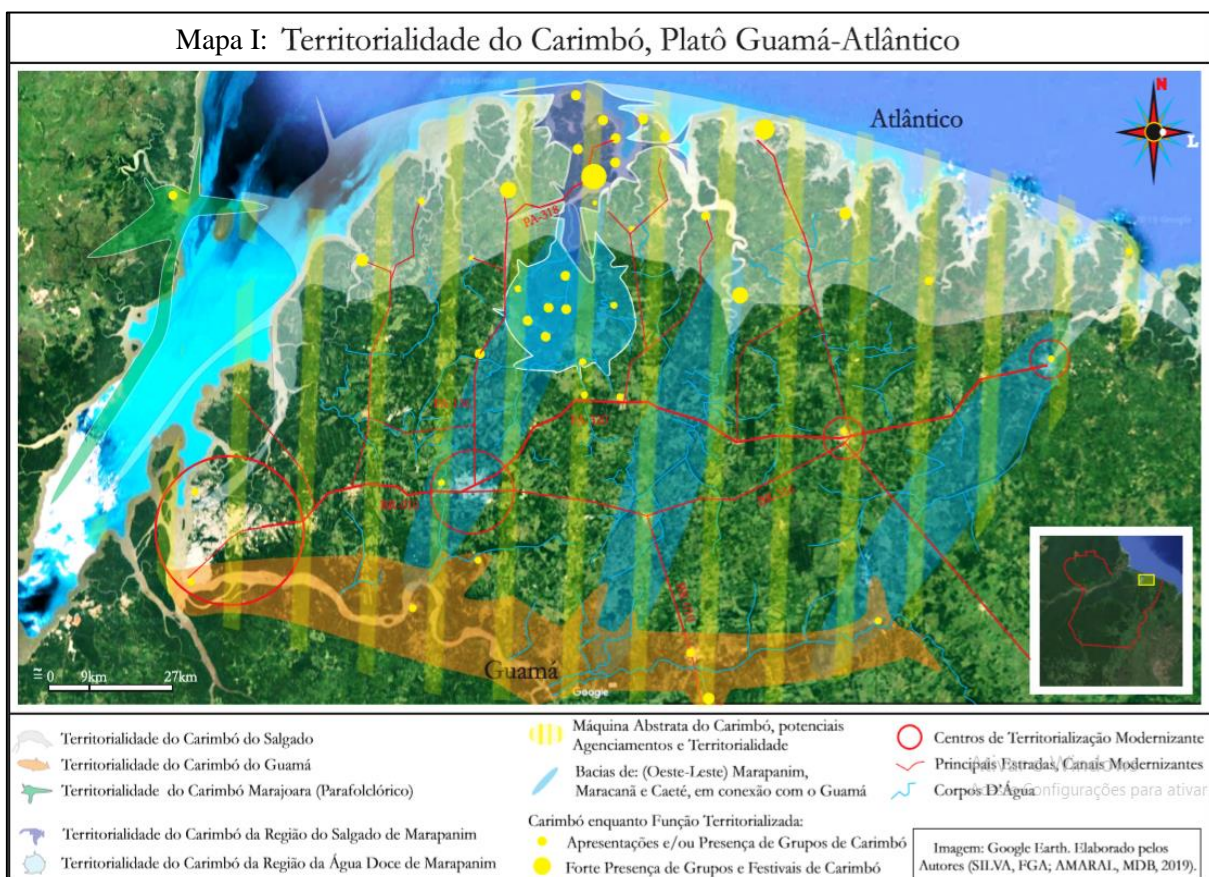 Mapa I: Territorialidade do Carimbó, Platô Guamá-Atlântico
Atlântico
N
L
PA-318
Guamá
Google
≅
0 9km 27km
Territorialidade do Carimbó do Salgado
Territorialidade do Carimbó do Guamá
Territorialidade do Carimbó Marajoara (Parafolclórico)
Territorialidade do Carimbó da Região do Salgado de Marapanim
Territorialidade do Carimbó da Região da Água Doce de Marapanim
Máquina Abstrata do Carimbó, potenciais
Agenciamentos e Territorialidade
Bacias de: (Oeste-Leste) Marapanim,
Maracanã e Caeté, em conexão com o Guamá
Carimbó enquanto Função Territorializada:
Apresentações e/ou Presença de Grupos de Carimbó
Forte Presença de Grupos e Festivais de Carimbó
Centros de Territorialização Modernizante
Principais Estradas, Canais Modernizantes
Corpos D'Água
Configurações para ativar
Imagem: Google Earth. Elaborado pelos
Autores (SILVA, FGA; AMARAL, MDB, 2019).